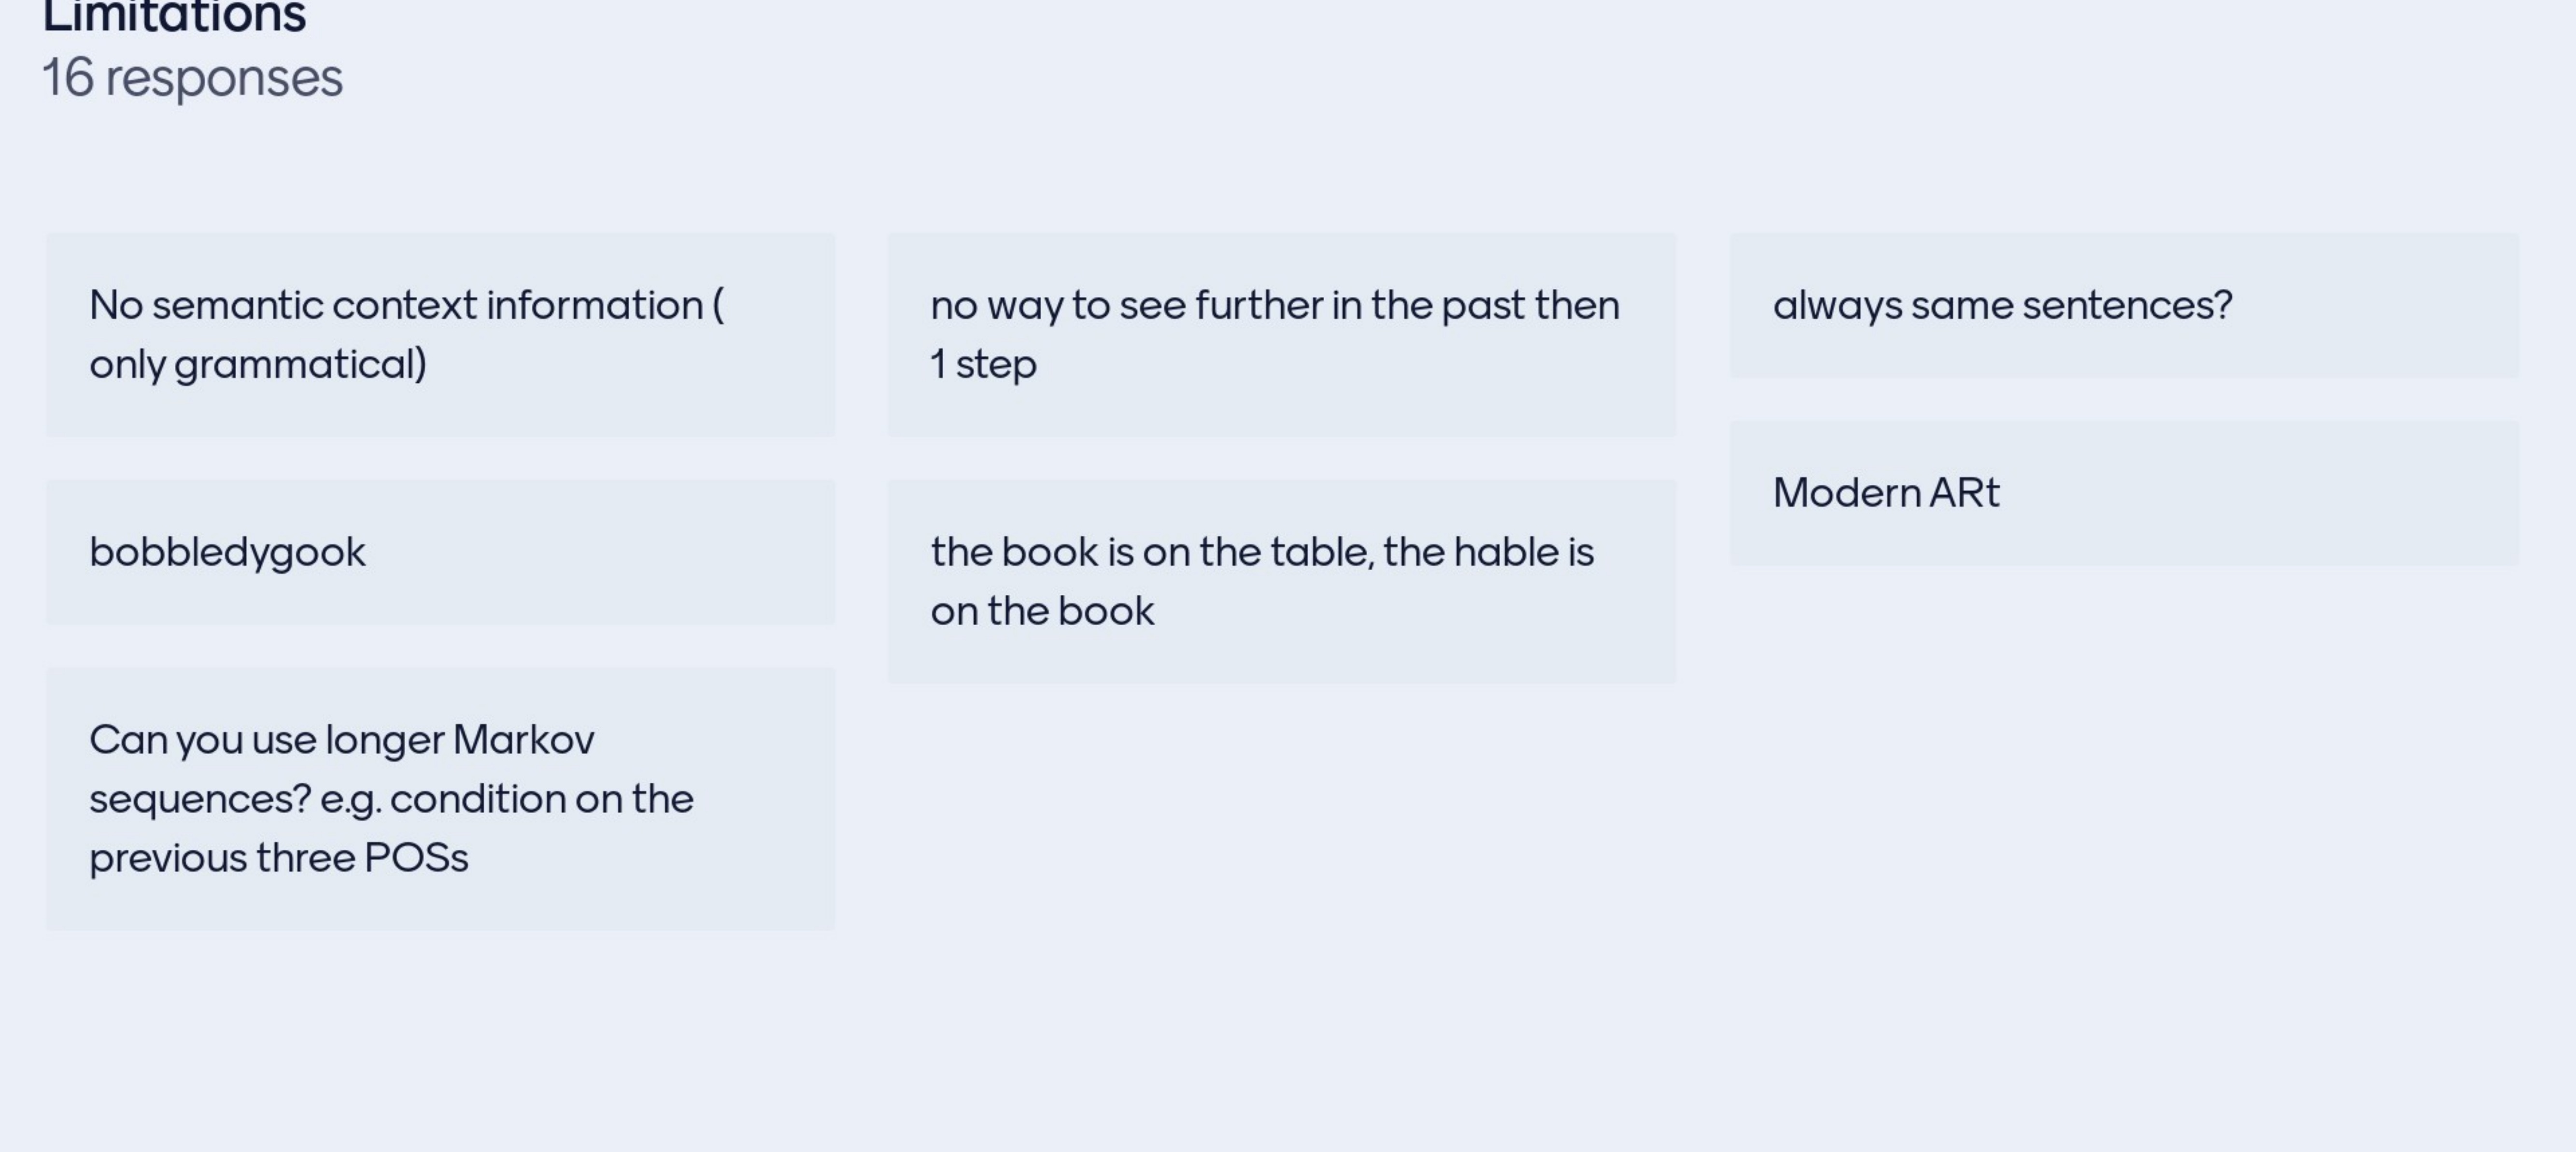 Limitations
16 responses
No semantic context information (
only grammatical)
bobbledygook
Can you use longer Markov
sequences? e.g. condition on the
previous three POSs
no way to see further in the past then
1 step
the book is on the table, the hable is
on the book
always same sentences?
Modern ARt